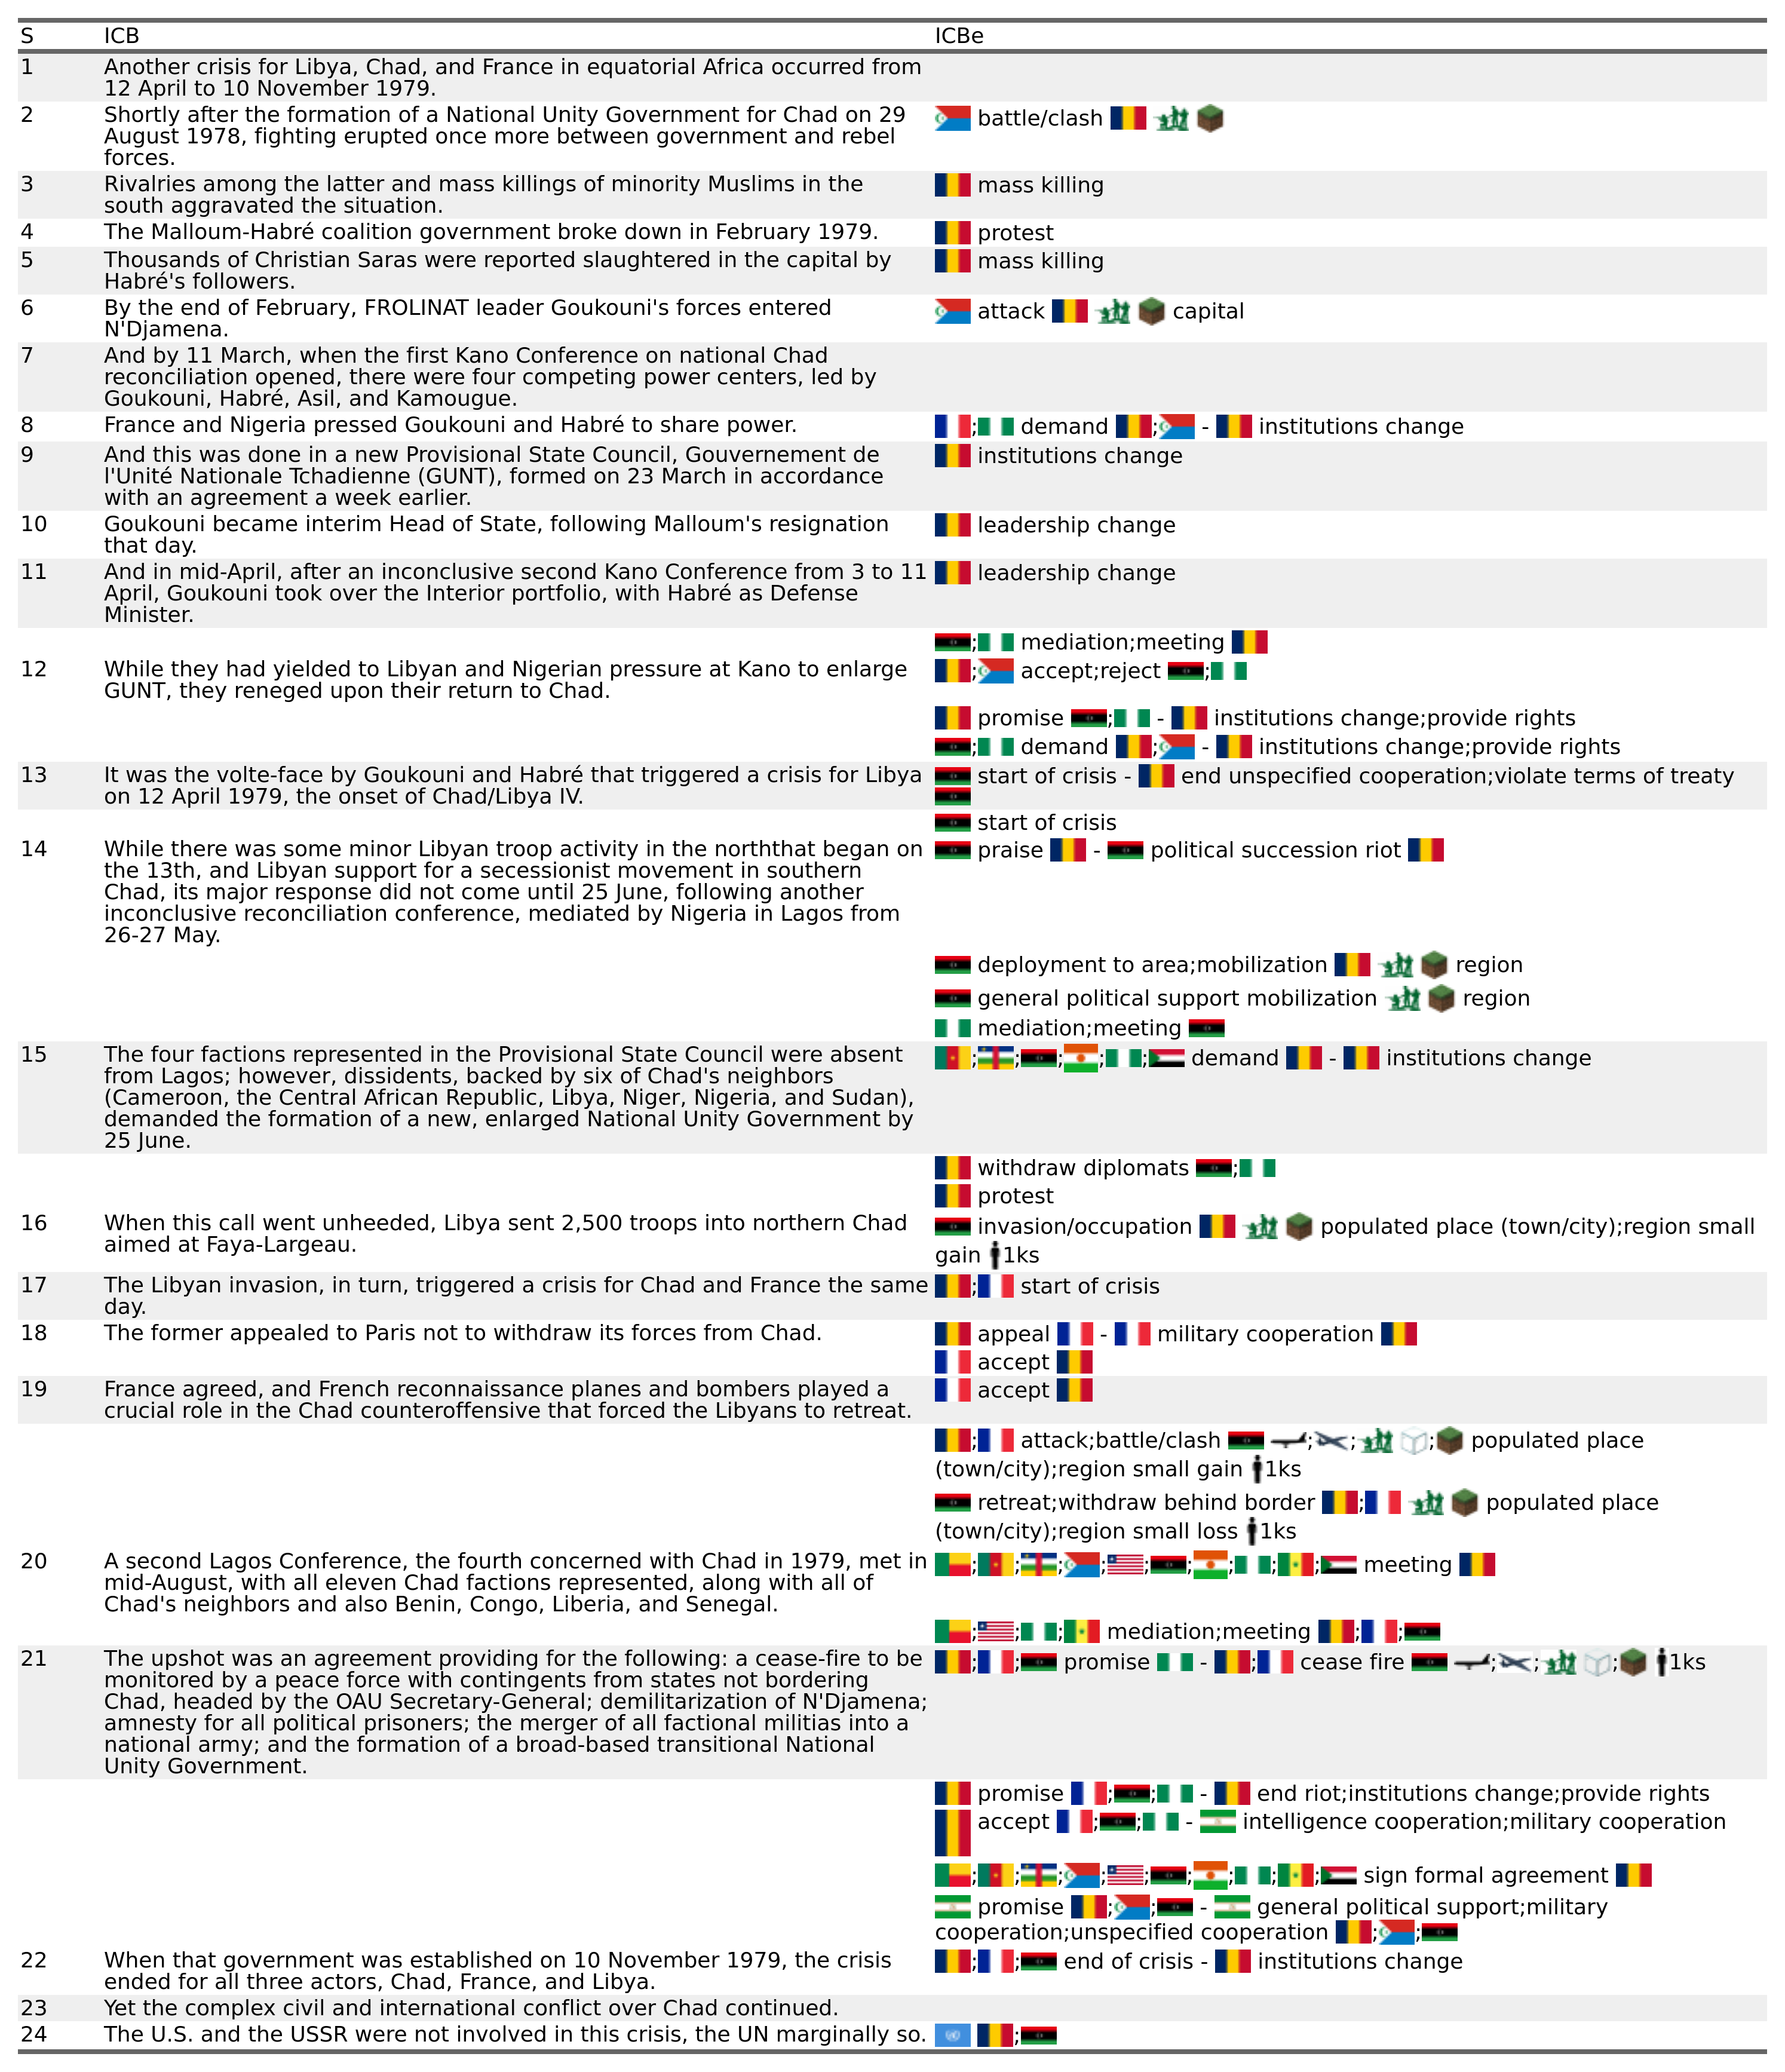 S ICB ICBe
1 Another crisis for Libya, Chad, and France in equatorial Africa occurred from
12 April to 10 November 1979.
2 Shortly after the formation of a National Unity Government for Chad on 29
August 1978, fighting erupted once more between government and rebel
forces.
battle/clash
3 Rivalries among the latter and mass killings of minority Muslims in the
south aggravated the situation.
mass killing
4 The Malloum-Habré coalition government broke down in February 1979.
protest
5 Thousands of Christian Saras were reported slaughtered in the capital by
Habré's followers.
mass killing
6 By the end of February, FROLINAT leader Goukouni's forces entered
N'Djamena.
attack capital
7 And by 11 March, when the first Kano Conference on national Chad
reconciliation opened, there were four competing power centers, led by
Goukouni, Habré, Asil, and Kamougue.
8 France and Nigeria pressed Goukouni and Habré to share power.
; demand ; - institutions change
9 And this was done in a new Provisional State Council, Gouvernement de
l'Unité Nationale Tchadienne (GUNT), formed on 23 March in accordance
with an agreement a week earlier.
institutions change
10 Goukouni became interim Head of State, following Malloum's resignation
that day.
leadership change
11 And in mid-April, after an inconclusive second Kano Conference from 3 to 11
April, Goukouni took over the Interior portfolio, with Habré as Defense
Minister.
leadership change
; mediation;meeting
12 While they had yielded to Libyan and Nigerian pressure at Kano to enlarge
GUNT, they reneged upon their return to Chad.
; accept;reject ;
promise ; - institutions change;provide rights
; demand ; - institutions change;provide rights
13 It was the volte-face by Goukouni and Habré that triggered a crisis for Libya
on 12 April 1979, the onset of Chad/Libya IV.
start of crisis - end unspecified cooperation;violate terms of treaty
start of crisis
14 While there was some minor Libyan troop activity in the norththat began on
the 13th, and Libyan support for a secessionist movement in southern
Chad, its major response did not come until 25 June, following another
inconclusive reconciliation conference, mediated by Nigeria in Lagos from
26-27 May.
praise - political succession riot
deployment to area;mobilization region
general political support mobilization region
mediation;meeting
15 The four factions represented in the Provisional State Council were absent
from Lagos; however, dissidents, backed by six of Chad's neighbors
(Cameroon, the Central African Republic, Libya, Niger, Nigeria, and Sudan),
demanded the formation of a new, enlarged National Unity Government by
25 June.
; ; ; ; ; demand - institutions change
withdraw diplomats ;
protest
16 When this call went unheeded, Libya sent 2,500 troops into northern Chad
aimed at Faya-Largeau.
invasion/occupation populated place (town/city);region small
gain 1ks
17 The Libyan invasion, in turn, triggered a crisis for Chad and France the same
day.
; start of crisis
18 The former appealed to Paris not to withdraw its forces from Chad.
appeal - military cooperation
accept
19 France agreed, and French reconnaissance planes and bombers played a
crucial role in the Chad counteroffensive that forced the Libyans to retreat.
accept
; attack;battle/clash ; ; ; populated place
(town/city);region small gain 1ks
retreat;withdraw behind border ; populated place
(town/city);region small loss 1ks
20 A second Lagos Conference, the fourth concerned with Chad in 1979, met in
mid-August, with all eleven Chad factions represented, along with all of
Chad's neighbors and also Benin, Congo, Liberia, and Senegal.
; ; ; ; ; ; ; ; ; meeting
; ; ; mediation;meeting ; ;
21 The upshot was an agreement providing for the following: a cease-fire to be
monitored by a peace force with contingents from states not bordering
Chad, headed by the OAU Secretary-General; demilitarization of N'Djamena;
amnesty for all political prisoners; the merger of all factional militias into a
national army; and the formation of a broad-based transitional National
Unity Government.
; ; promise - ; cease fire ; ; ; 1ks
promise ; ; - end riot;institutions change;provide rights
accept ; ; - intelligence cooperation;military cooperation
; ; ; ; ; ; ; ; ; sign formal agreement
promise ; ; - general political support;military
cooperation;unspecified cooperation ; ;
22 When that government was established on 10 November 1979, the crisis
ended for all three actors, Chad, France, and Libya.
; ; end of crisis - institutions change
23 Yet the complex civil and international conflict over Chad continued.
24 The U.S. and the USSR were not involved in this crisis, the UN marginally so.
;